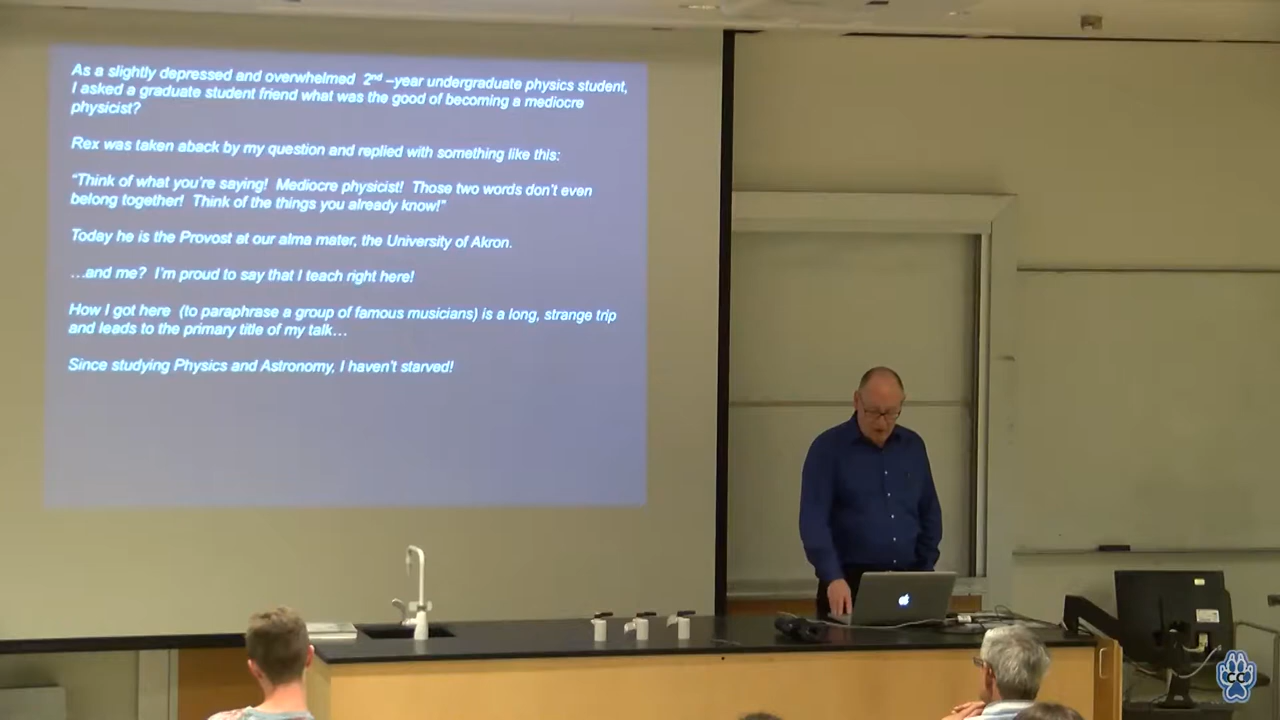 As a slightly depressed and overwhelmed 2nd –year undergraduate physics student,
I asked a graduate student friend what was the good of becoming a mediocre
physicist?
Rex was taken aback by my question and replied with something like this:
“Think of what you’re saying! Mediocre physicist! Those two words don’t even
belong together! Think of the things you already know!”
Today he is the Provost at our alma mater, the University of Akron.
…and me? I’m proud to say that I teach right here!
How I got here (to paraphrase a group of famous musicians) is a long, strange trip
and leads to the primary title of my talk…
Since studying Physics and Astronomy, I haven’t starved!
CC